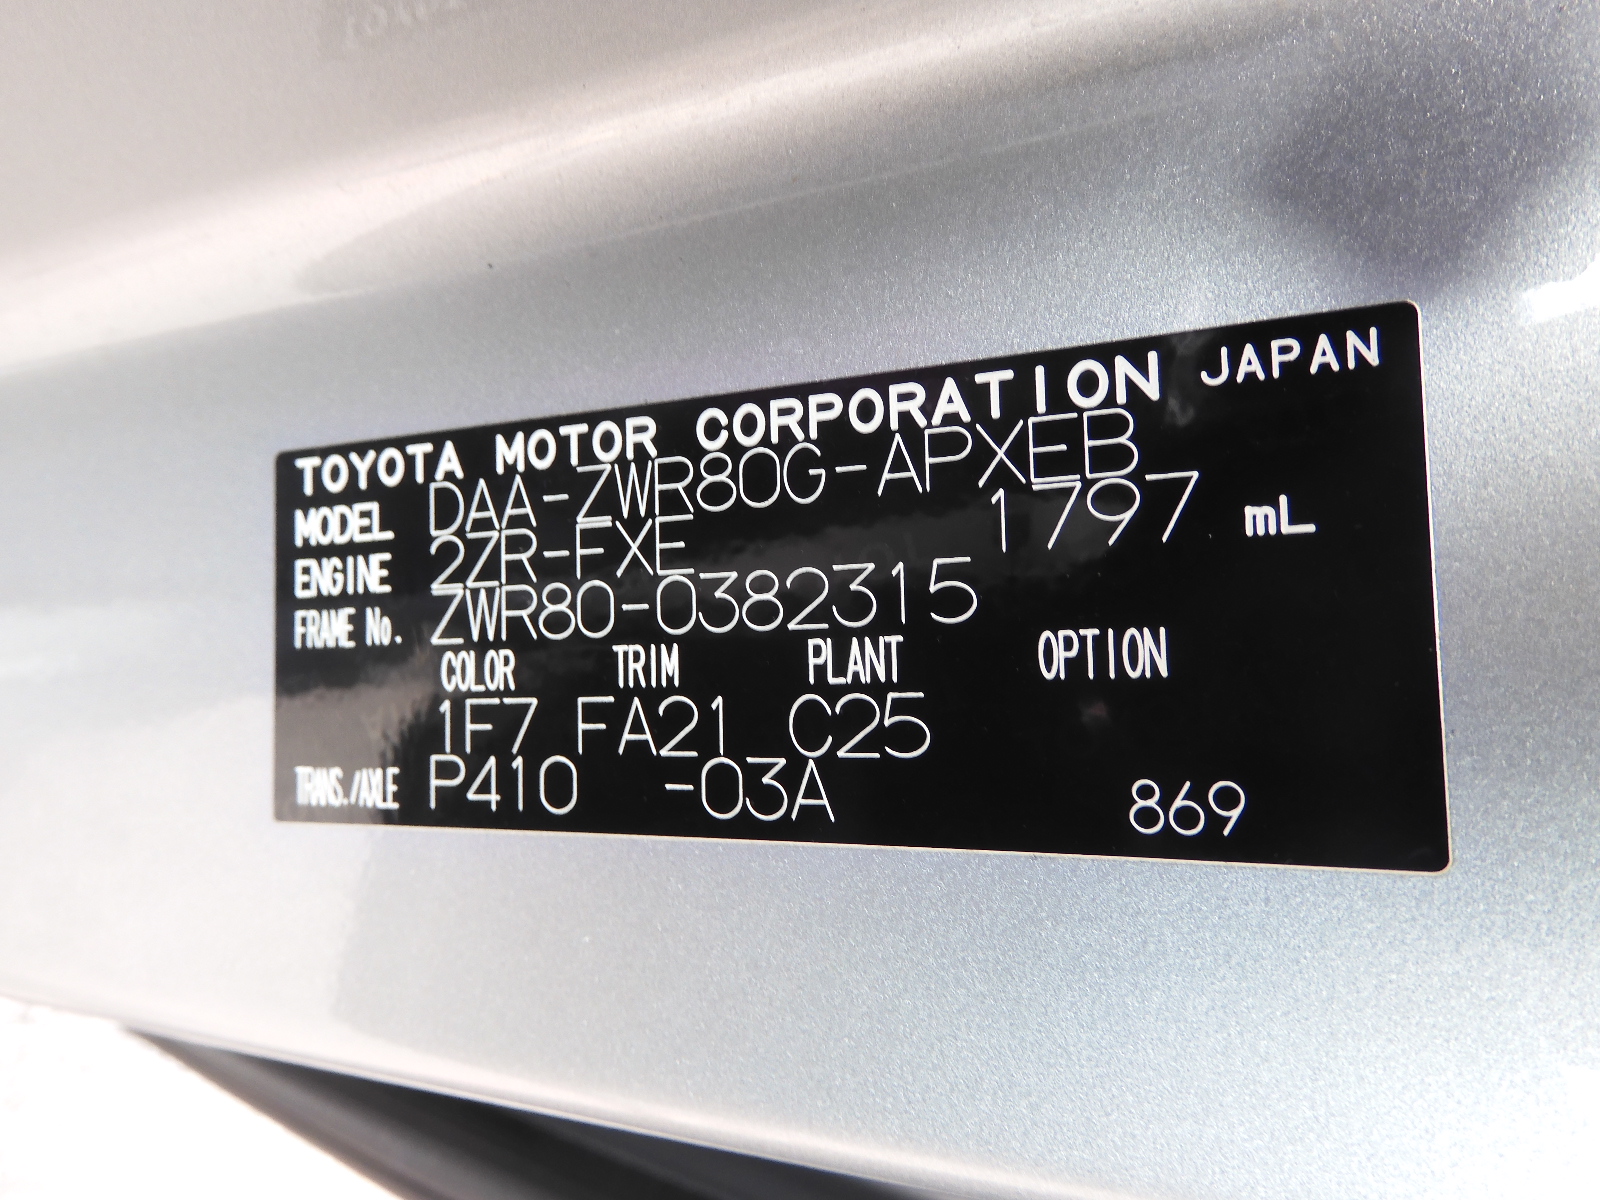 TOYOTA MOTOR CORPORATION JAPAN
MODEL DAA-ZWR80G-APXEB
ENGINE 2ZR-FXE 1797 mL
FRAME No. ZWR80-0382315
COLOR TRIM PLANT OPTION
1F7 FA21 C25
TRANS./AXLE P410 -03A 869